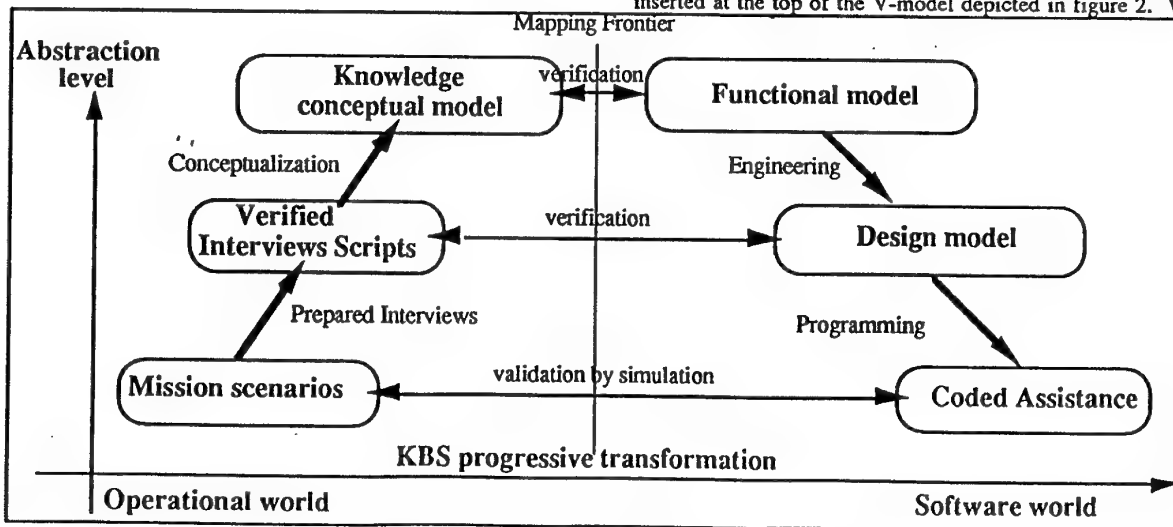 inserted at the top of the V-model depicted in figure 2.
Mapping Frontier
Abstraction
level
Knowledge
conceptual model
verification
Functional model
Conceptualization
Engineering
Verified
Interviews Scripts
verification
Design model
Prepared Interviews
Programming
Mission scenarios
validation by simulation
Coded Assistance
KBS progressive transformation
Operational world
Software world